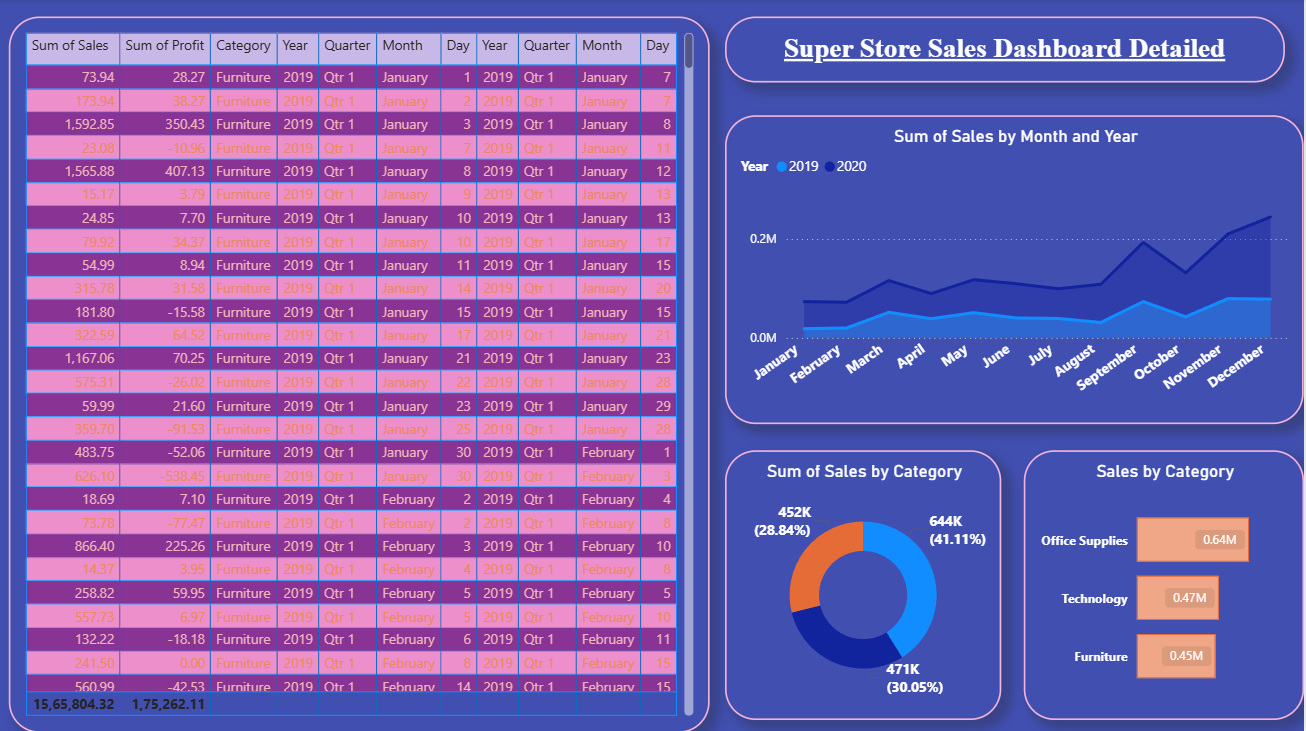 Sum of Sales Sum of Profit Category Year Quarter Month Day Year Quarter Month Day
73.94 28.27 Furniture 2019 Qtr 1 January 1 2019 Qtr 1 January 7
173.94 38.27 Furniture 2019 Qtr 1 January 2 2019 Qtr 1 January 7
1,592.85 350.43 Furniture 2019 Qtr 1 January 3 2019 Qtr 1 January 8
23.08 -10.96 Furniture 2019 Qtr 1 January 7 2019 Qtr 1 January 11
1,565.88 407.13 Furniture 2019 Qtr 1 January 8 2019 Qtr 1 January 12
15.17 3.79 Furniture 2019 Qtr 1 January 9 2019 Qtr 1 January 13
24.85 7.70 Furniture 2019 Qtr 1 January 10 2019 Qtr 1 January 13
79.92 34.37 Furniture 2019 Qtr 1 January 10 2019 Qtr 1 January 17
54.99 8.94 Furniture 2019 Qtr 1 January 11 2019 Qtr 1 January 15
315.78 31.58 Furniture 2019 Qtr 1 January 14 2019 Qtr 1 January 20
181.80 -15.58 Furniture 2019 Qtr 1 January 15 2019 Qtr 1 January 15
322.59 64.52 Furniture 2019 Qtr 1 January 17 2019 Qtr 1 January 21
1,167.06 70.25 Furniture 2019 Qtr 1 January 21 2019 Qtr 1 January 23
575.31 -26.02 Furniture 2019 Qtr 1 January 22 2019 Qtr 1 January 28
59.99 21.60 Furniture 2019 Qtr 1 January 23 2019 Qtr 1 January 29
359.70 -91.53 Furniture 2019 Qtr 1 January 25 2019 Qtr 1 January 28
483.75 -52.06 Furniture 2019 Qtr 1 January 30 2019 Qtr 1 February 1
626.10 -538.45 Furniture 2019 Qtr 1 January 30 2019 Qtr 1 February 3
18.69 7.10 Furniture 2019 Qtr 1 February 2 2019 Qtr 1 February 4
73.78 -77.47 Furniture 2019 Qtr 1 February 2 2019 Qtr 1 February 8
866.40 225.26 Furniture 2019 Qtr 1 February 3 2019 Qtr 1 February 10
14.37 3.95 Furniture 2019 Qtr 1 February 4 2019 Qtr 1 February 8
258.82 59.95 Furniture 2019 Qtr 1 February 5 2019 Qtr 1 February 5
557.73 6.97 Furniture 2019 Qtr 1 February 5 2019 Qtr 1 February 10
132.22 -18.18 Furniture 2019 Qtr 1 February 6 2019 Qtr 1 February 11
241.50 0.00 Furniture 2019 Qtr 1 February 8 2019 Qtr 1 February 15
560.99 -42.53 Furniture 2019 Qtr 1 February 14 2019 Qtr 1 February 15
15,65,804.32 1,75,262.11
Super Store Sales Dashboard Detailed
Sum of Sales by Month and Year
Year 2019 2020
0.2M
0.0M
January February March April May June July August September October November December
Sum of Sales by Category
452K
(28.84%)
644K
(41.11%)
471K
(30.05%)
Sales by Category
Office Supplies 0.64M
Technology 0.47M
Furniture 0.45M